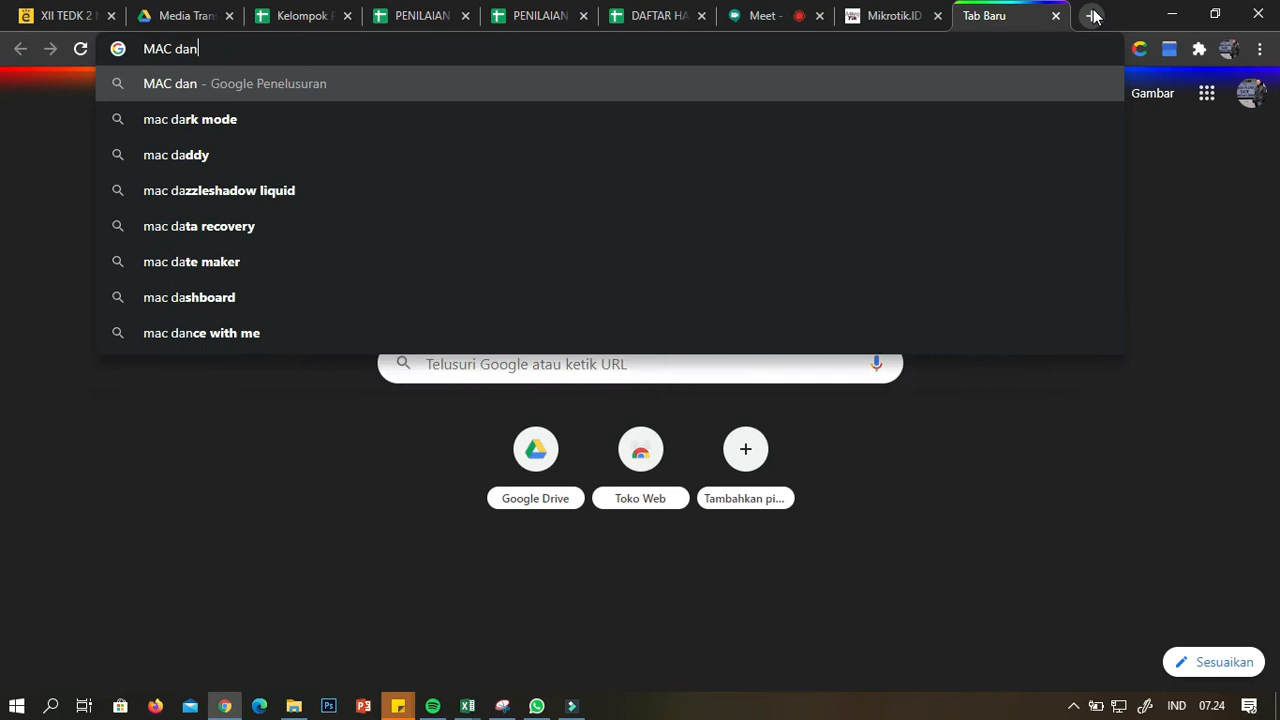 XII TEDK 2
Media Tran
Kelompok
PENILAIAN
PENILAIAN
DAFTAR HA
Meet -
Mikrotik.ID
Tab Baru
MAC dan
MAC dan - Google Penelusuran
Gambar
mac dark mode
mac daddy
mac dazzleshadow liquid
mac data recovery
mac date maker
mac dashboard
mac dance with me
Telusuri Google atau ketik URL
Google Drive
Toko Web
Tambahkan pi...
Sesuaikan
IND
07.24